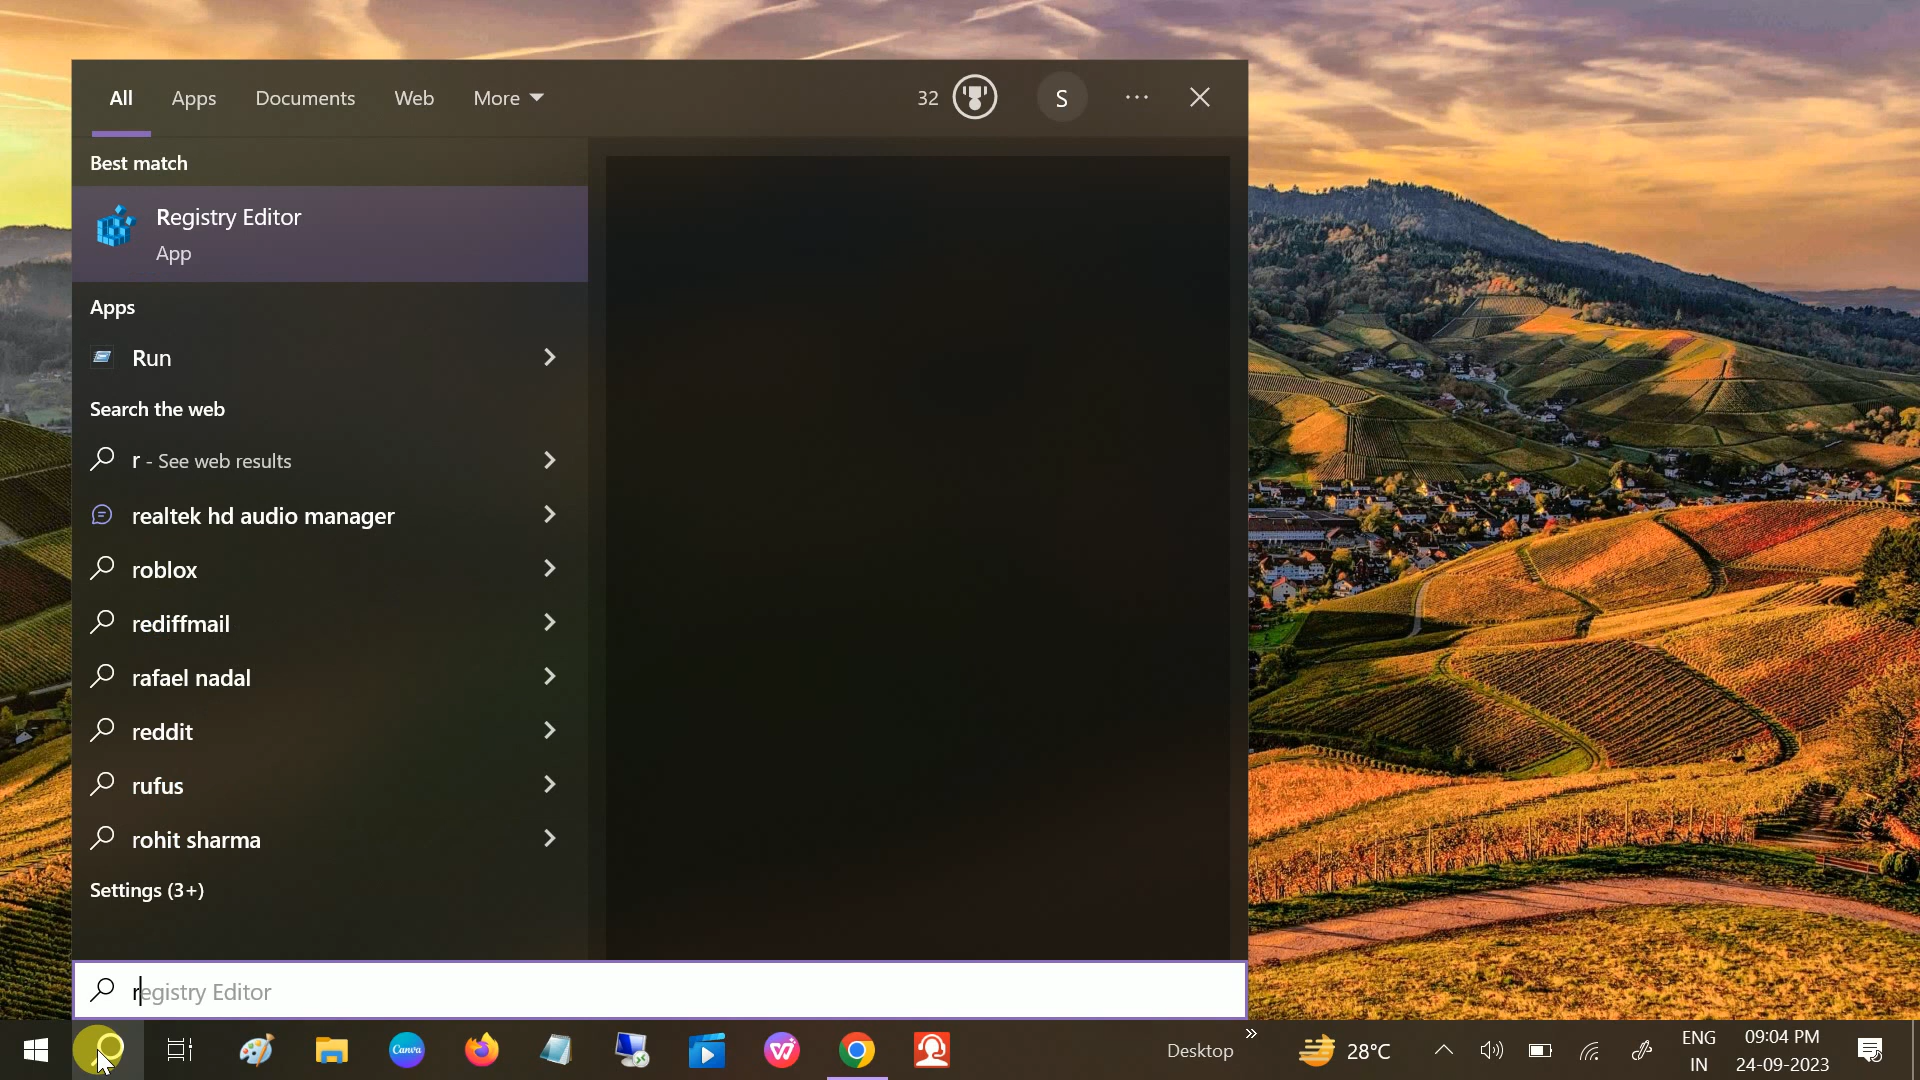 All Apps Documents Web More 32 S
Best match
Registry Editor
App
Apps
Run
Search the web
r - See web results
realtek hd audio manager
roblox
rediffmail
rafael nadal
reddit
rufus
rohit sharma
Settings (3+)
registry Editor
Canva
Desktop
28°C
ENG
IN
09:04 PM
24-09-2023